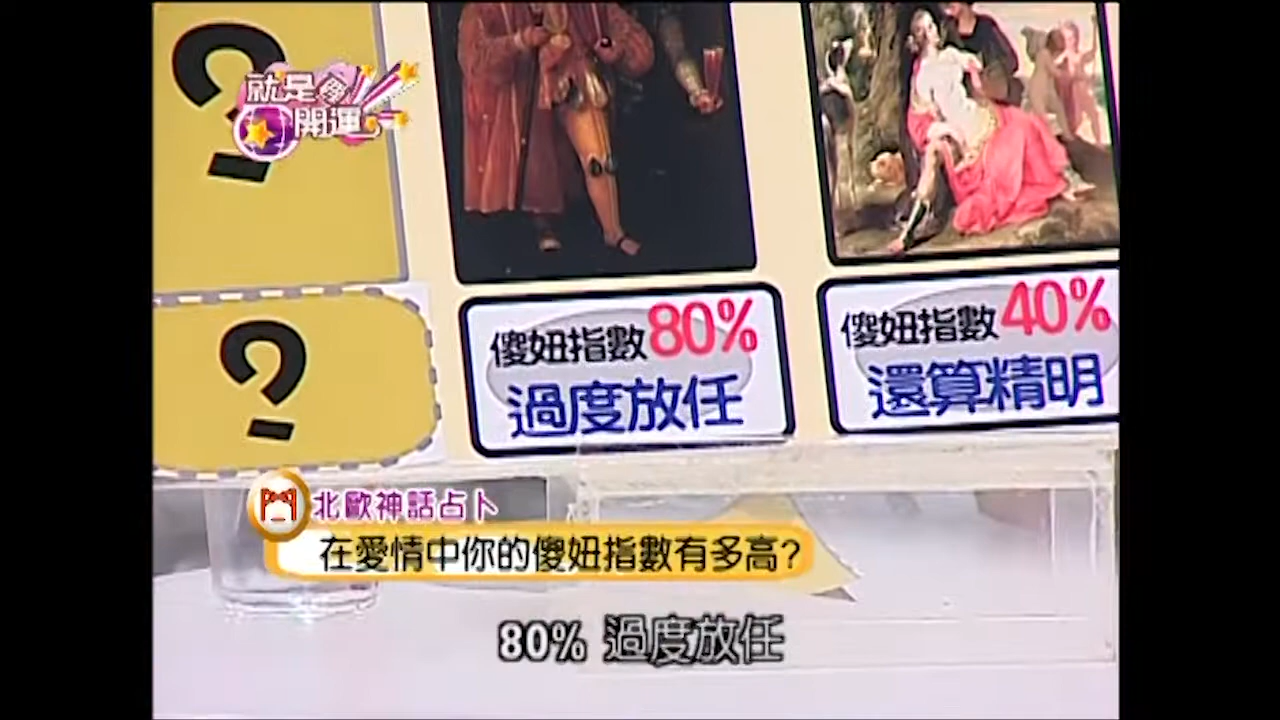 就是會
開運
傻妞指數80%
過度放任
傻妞指數40%
還算精明
北歐神話占卜
在愛情中你的傻妞指數有多高?
80% 過度放任